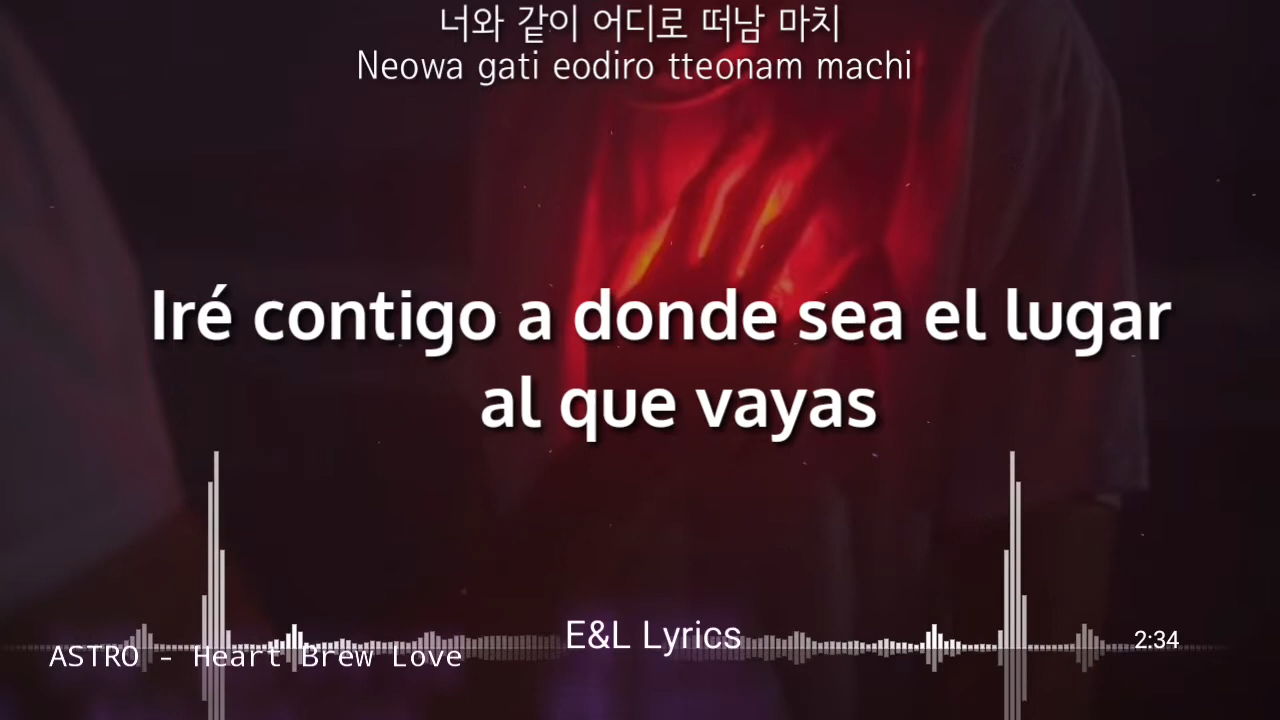 너와 같이 어디로 떠남 마치
Neowa gati eodiro tteonam machi
Iré contigo a donde sea el lugar
al que vayas
E&L Lyrics
2:34
ASTRO - Heart Brew Love